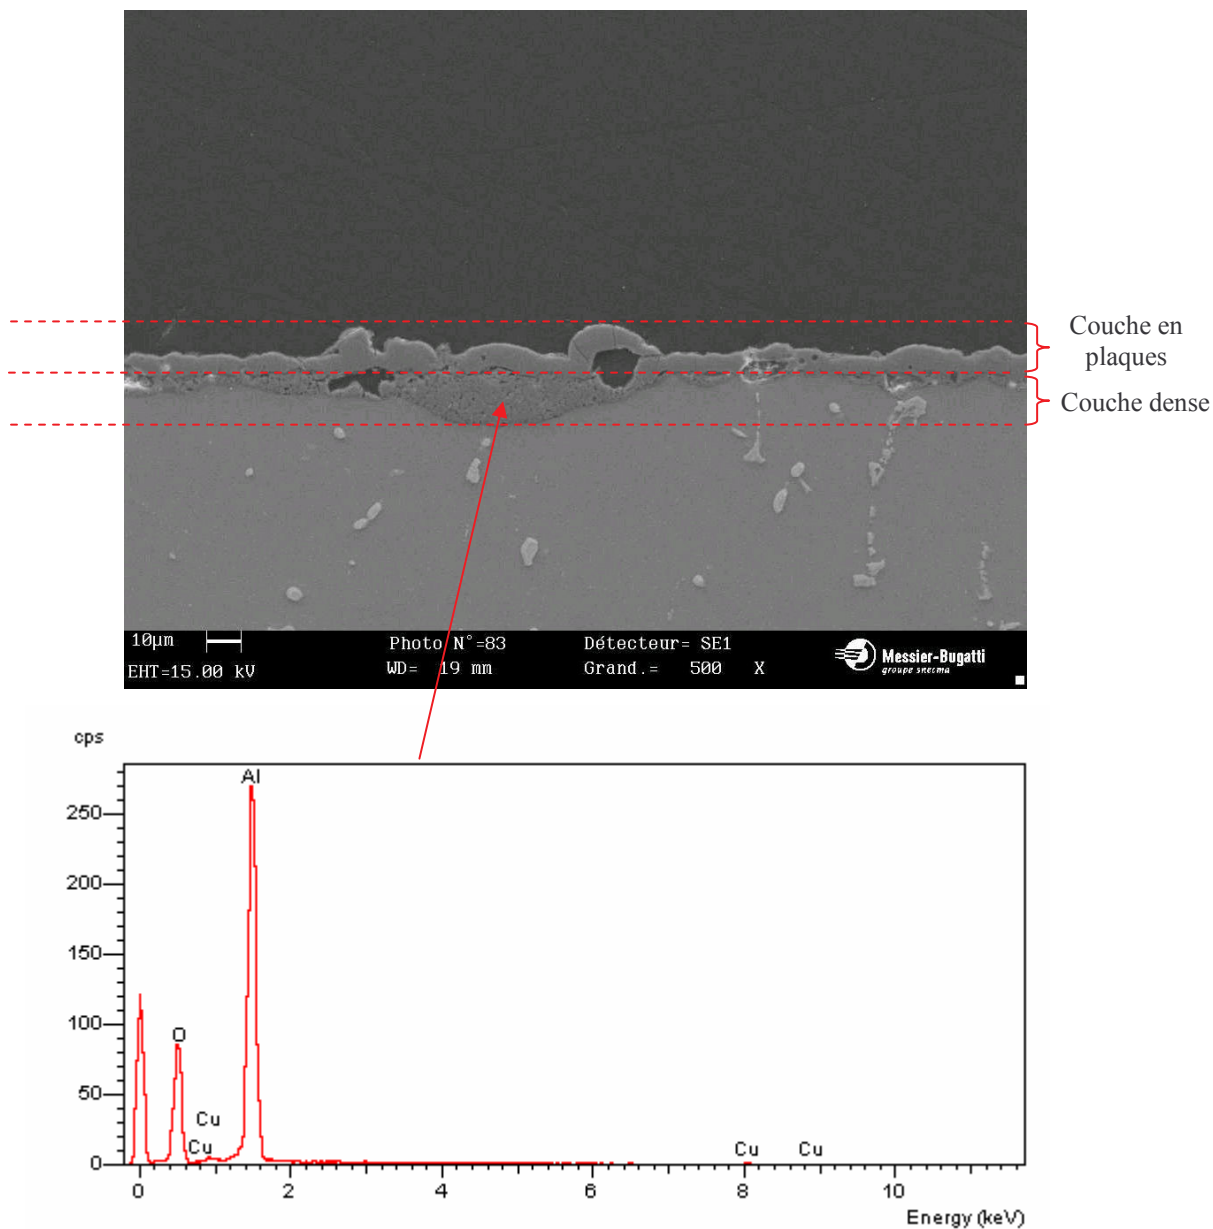 Couche en
plaques
Couche dense
10µm
Photo N°=83
Détecteur= SE1
EHT=15.00 kV
WD= 19 mm
Grand.= 500 X
Messier-Bugatti
groupe snecma
cps
Al
250
200
150
100
O
50
Cu
Cu
Cu
Cu
0
0
2
4
6
8
10
Energy (keV)